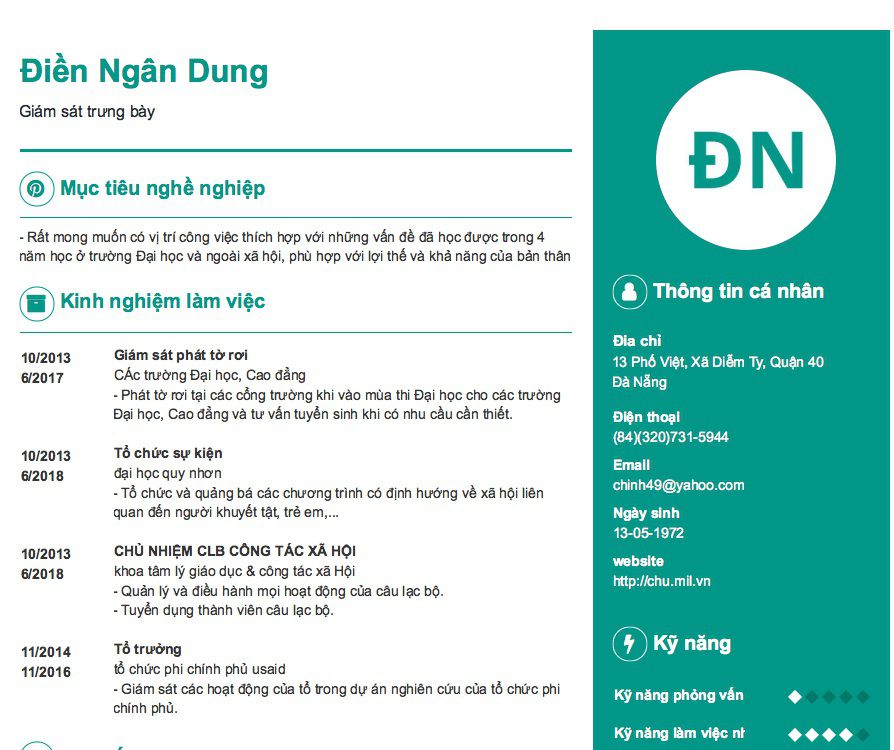 Điền Ngân Dung
Giám sát trưng bày
Mục tiêu nghề nghiệp
- Rất mong muốn có vị trí công việc thích hợp với những vấn đề đã học được trong 4
năm học ở trường Đại học và ngoài xã hội, phù hợp với lợi thế và khả năng của bản thân
Kinh nghiệm làm việc
10/2013
6/2017
Giám sát phát tờ rơi
CÁc trường Đại học, Cao đẳng
- Phát tờ rơi tại các cổng trường khi vào mùa thi Đại học cho các trường
Đại học, Cao đẳng và tư vấn tuyển sinh khi có nhu cầu cần thiết.
10/2013
6/2018
Tổ chức sự kiện
đại học quy nhơn
- Tổ chức và quảng bá các chương trình có định hướng về xã hội liên
quan đến người khuyết tật, trẻ em,...
10/2013
6/2018
CHỦ NHIỆM CLB CÔNG TÁC XÃ HỘI
khoa tâm lý giáo dục & công tác xã Hội
- Quản lý và điều hành mọi hoạt động của câu lạc bộ.
- Tuyển dụng thành viên câu lạc bộ.
11/2014
11/2016
Tổ trưởng
tổ chức phi chính phủ usaid
- Giám sát các hoạt động của tổ trong dự án nghiên cứu của tổ chức phi
chính phủ.
ĐN
Thông tin cá nhân
Địa chỉ
13 Phố Việt, Xã Diễm Ty, Quận 40
Đà Nẵng
Điện thoại
(84)(320)731-5944
Email
chinh49@yahoo.com
Ngày sinh
13-05-1972
website
http://chu.mil.vn
Kỹ năng
Kỹ năng phỏng vấn
Kỹ năng làm việc